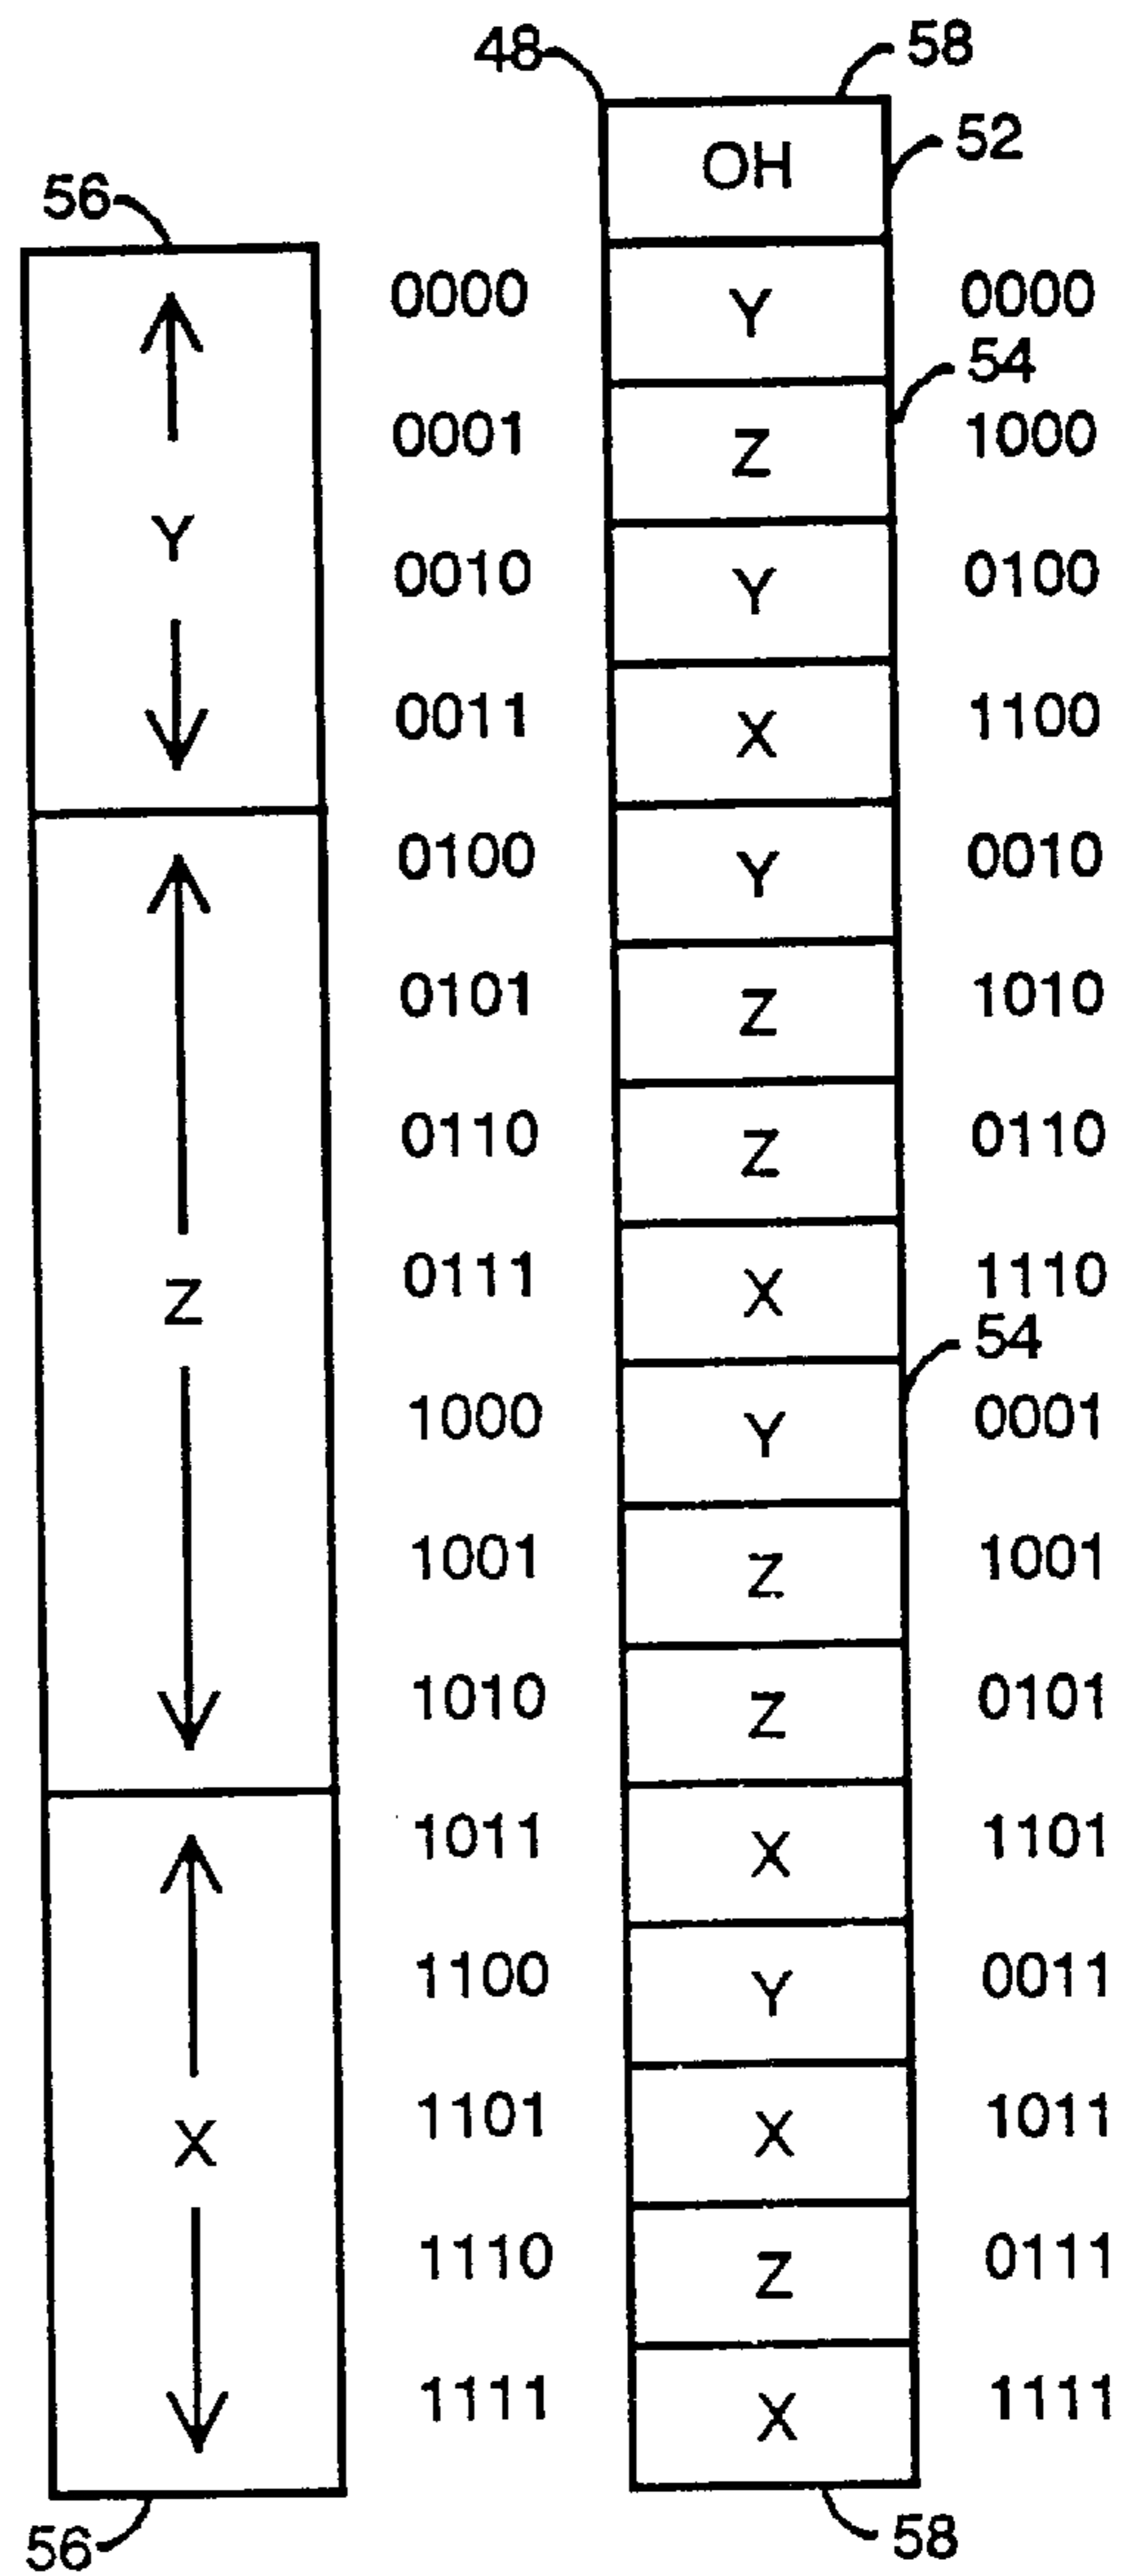 48 58
OH 52
56
0000 Y 0000
54
0001 Z 1000
Y
0010 Y 0100
0011 X 1100
0100 Y 0010
0101 Z 1010
0110 Z 0110
Z
0111 X 1110
54
1000 Y 0001
1001 Z 1001
1010 Z 0101
1011 X 1101
1100 Y 0011
X
1101 X 1011
1110 Z 0111
1111 X 1111
56 58